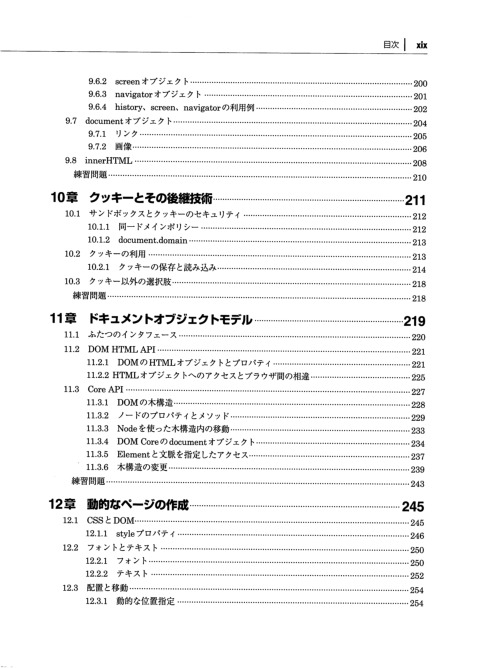 目次 | xix
9.6.2 screenオブジェクト 200
9.6.3 navigatorオブジェクト 201
9.6.4 history、screen、navigatorの利用例 202
9.7 documentオブジェクト 204
9.7.1 リンク 205
9.7.2 画像 206
9.8 innerHTML 208
練習問題 210
10章 クッキーとその後継技術 211
10.1 サンドボックスとクッキーのセキュリティ 212
10.1.1 同一ドメインポリシー 212
10.1.2 document.domain 213
10.2 クッキーの利用 213
10.2.1 クッキーの保存と読み込み 214
10.3 クッキー以外の選択肢 218
練習問題 218
11章 ドキュメントオブジェクトモデル 219
11.1 ふたつのインタフェース 220
11.2 DOM HTML API 221
11.2.1 DOMのHTMLオブジェクトとプロパティ 221
11.2.2 HTMLオブジェクトへのアクセスとブラウザ間の相違 225
11.3 Core API 227
11.3.1 DOMの木構造 228
11.3.2 ノードのプロパティとメソッド 229
11.3.3 Nodeを使った木構造内の移動 233
11.3.4 DOM Coreのdocumentオブジェクト 234
11.3.5 Elementと文脈を指定したアクセス 237
11.3.6 木構造の変更 239
練習問題 243
12章 動的なページの作成 245
12.1 CSSとDOM 245
12.1.1 styleプロパティ 246
12.2 フォントとテキスト 250
12.2.1 フォント 250
12.2.2 テキスト 252
12.3 配置と移動 254
12.3.1 動的な位置指定 254